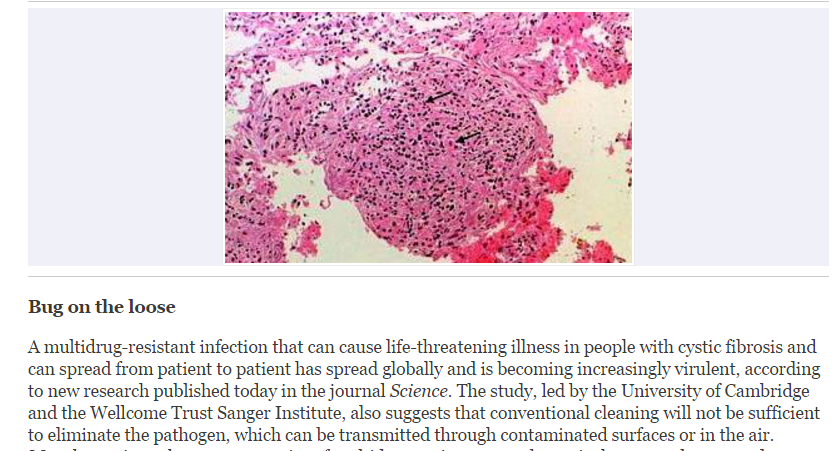 Bug on the loose
A multidrug-resistant infection that can cause life-threatening illness in people with cystic fibrosis and
can spread from patient to patient has spread globally and is becoming increasingly virulent, according
to new research published today in the journal Science. The study, led by the University of Cambridge
and the Wellcome Trust Sanger Institute, also suggests that conventional cleaning will not be sufficient
to eliminate the pathogen, which can be transmitted through contaminated surfaces or in the air.